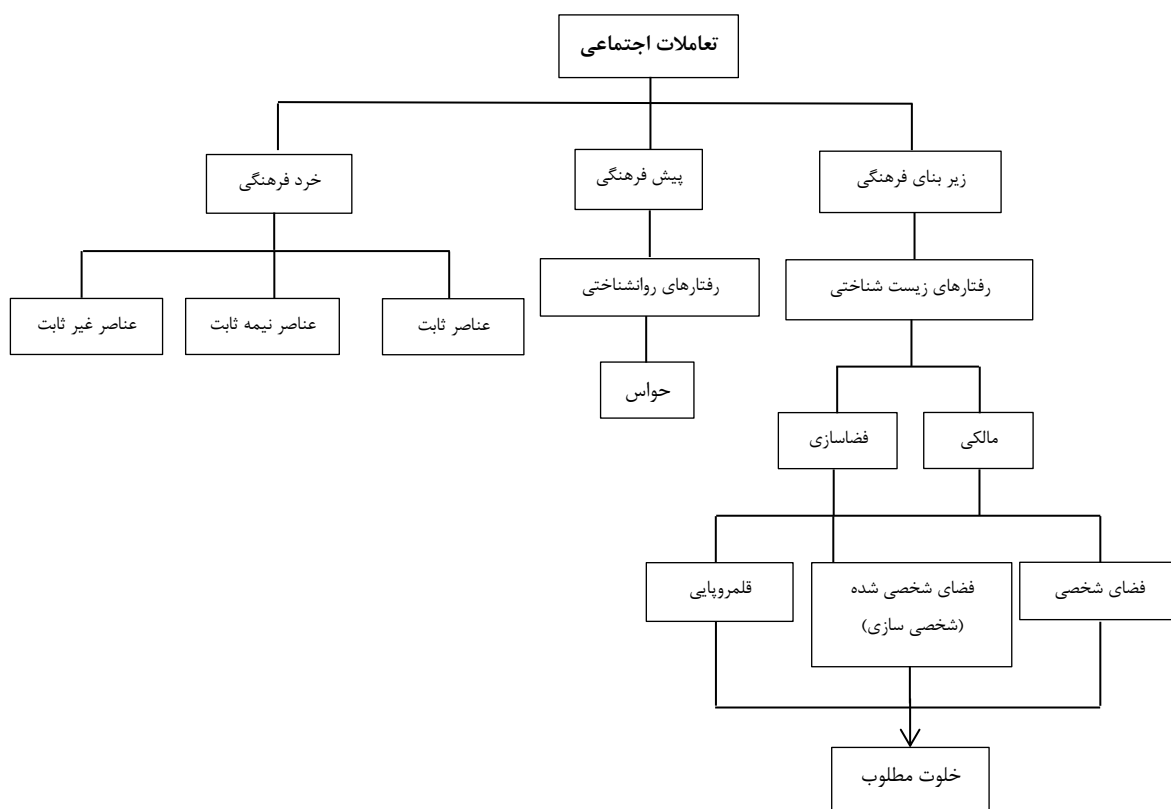 تعاملات اجتماعی
زیر بنای فرهنگی
پیش فرهنگی
خرد فرهنگی
رفتارهای زیست شناختی
رفتارهای روانشناختی
عناصر ثابت
عناصر نیمه ثابت
عناصر غیر ثابت
حواس
مالکی
فضاسازی
فضای شخصی
فضای شخصی شده
(شخصی سازی)
قلمروپایی
خلوت مطلوب